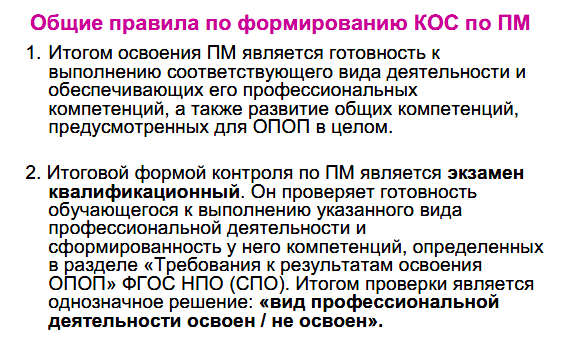 Общие правила по формированию КОС по ПМ
1. Итогом освоения ПМ является готовность к
выполнению соответствующего вида деятельности и
обеспечивающих его профессиональных
компетенций, а также развитие общих компетенций,
предусмотренных для ОПОП в целом.
2. Итоговой формой контроля по ПМ является экзамен
квалификационный. Он проверяет готовность
обучающегося к выполнению указанного вида
профессиональной деятельности и
сформированность у него компетенций, определенных
в разделе «Требования к результатам освоения
ОПОП» ФГОС НПО (СПО). Итогом проверки является
однозначное решение: «вид профессиональной
деятельности освоен / не освоен».